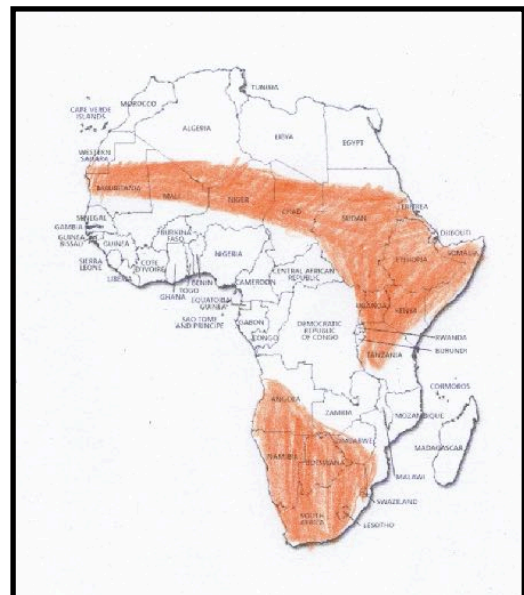 TUNISIA
MOROCCO
CAPE VERDE
ISLANDS
ALGERIA
LIBYA
EGYPT
WESTERN
SAHARA
MAURITANIA
MALI
NIGER
CHAD
SUDAN
ERITREA
SENEGAL
GAMBIA
GUINEA
BISSAU
GUINEA
BURKINA
FASO
DJIBOUTI
SOMALIA
ETHIOPIA
NIGERIA
SIERRA
LEONE
COTE
D'IVOIRE
LIBERIA
BENIN
TOGO
GHANA
CENTRAL AFRICAN
REPUBLIC
CAMEROON
EQUATORIAL
GUINEA
SAO TOME
AND PRINCIPE
GABON
CONGO
DEMOCRATIC
REPUBLIC
OF CONGO
UGANDA
KENYA
RWANDA
BURUNDI
TANZANIA
COMOROS
ANGOLA
ZAMBIA
MOZAMBIQUE
ZIMBABWE
MADAGASCAR
NAMIBIA
BOTSWANA
MALAWI
SWAZILAND
SOUTH
AFRICA
LESOTHO